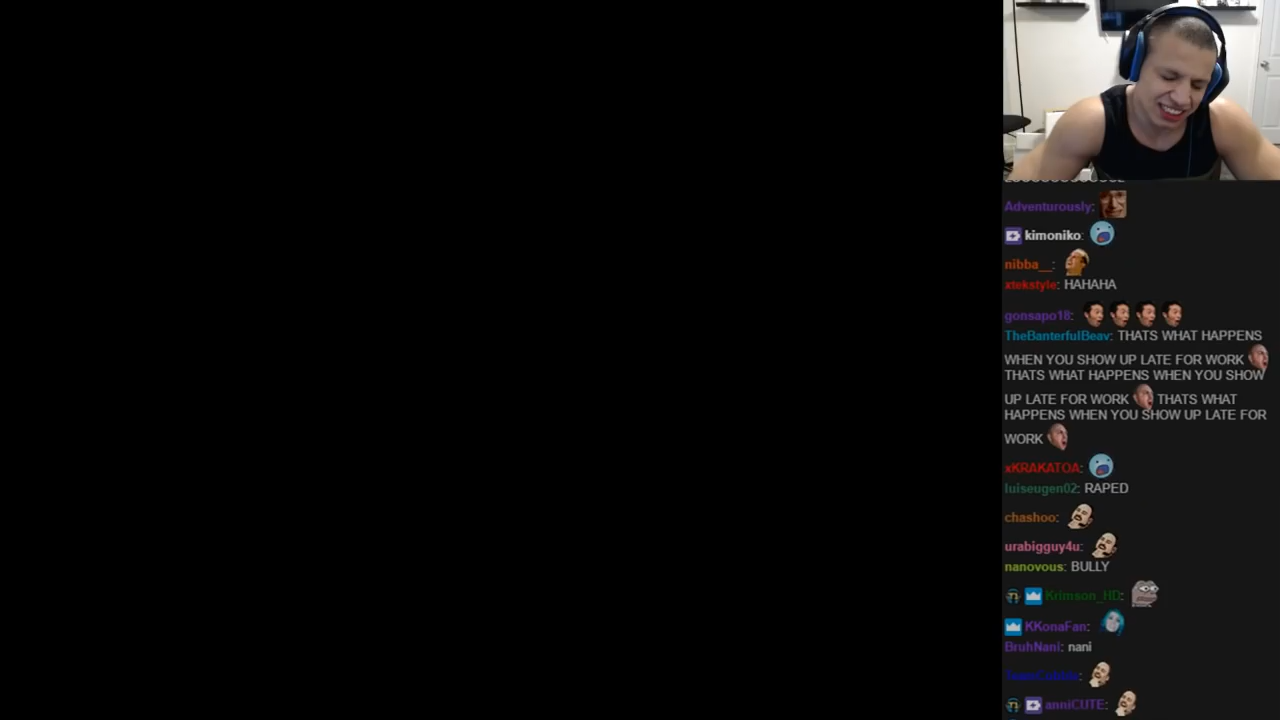 Adventurously:
kimoniko:
nibba__:
xtekstyle: HAHAHA
gonsapo18:
TheBanterfulBeav: THATS WHAT HAPPENS
WHEN YOU SHOW UP LATE FOR WORK
THATS WHAT HAPPENS WHEN YOU SHOW
UP LATE FOR WORK THATS WHAT
HAPPENS WHEN YOU SHOW UP LATE FOR
WORK
xKRAKATOA:
luiseugen02: RAPED
chashoo:
urabigguy4u:
nanovous: BULLY
Krimson_HD:
KKonaFan:
BruhNani: nani
anniCUTE: